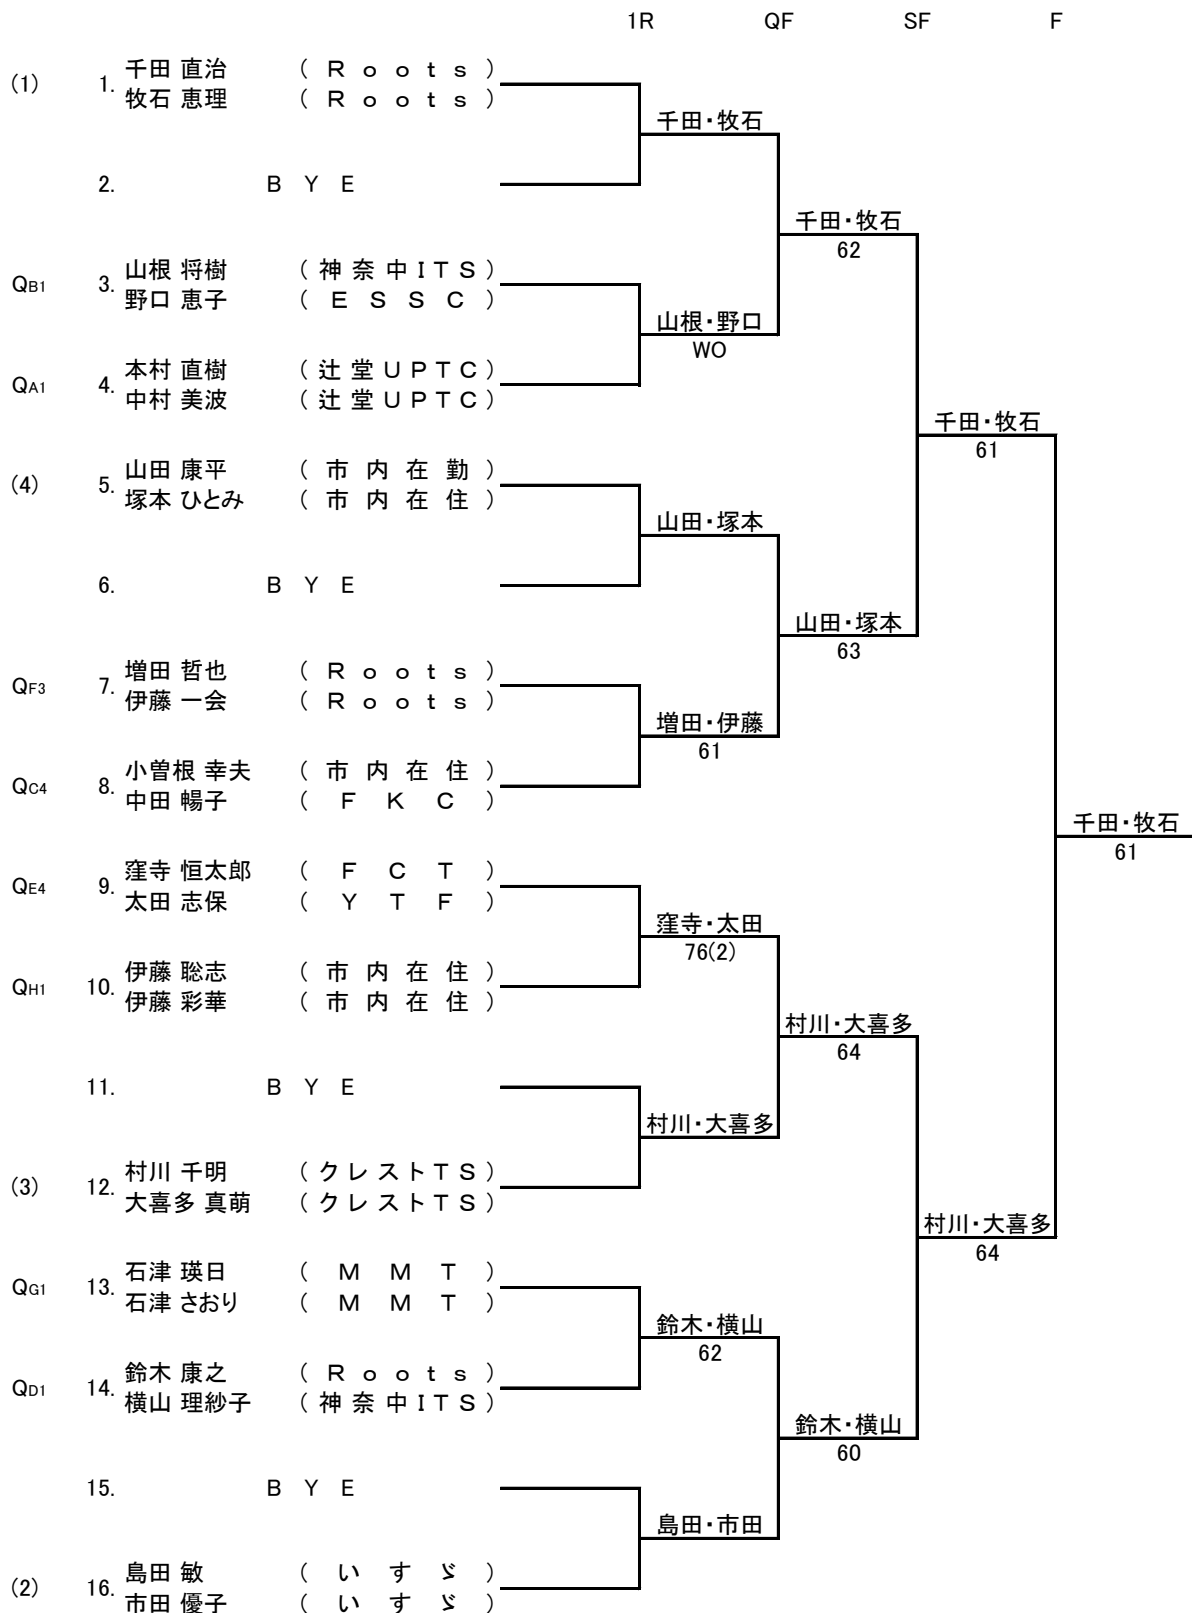 1R QF SF F
(1) 1. 千田 直治 (Roots)
牧石 恵理 (Roots)
千田・牧石
2. BYE
千田・牧石
62
QB1 3. 山根 将樹 (神奈中ITS)
野口 恵子 (ESSC)
山根・野口
WO
QA1 4. 本村 直樹 (辻堂UPTC)
中村 美波 (辻堂UPTC)
千田・牧石
61
(4) 5. 山田 康平 (市内在勤)
塚本 ひとみ (市内在住)
山田・塚本
6. BYE
山田・塚本
63
QF3 7. 増田 哲也 (Roots)
伊藤 一会 (Roots)
増田・伊藤
61
QC4 8. 小曽根 幸夫 (市内在住)
中田 暢子 (FKC)
千田・牧石
61
QE4 9. 窪寺 恒太郎 (FCT)
太田 志保 (YTF)
窪寺・太田
76(2)
QH1 10. 伊藤 聡志 (市内在住)
伊藤 彩華 (市内在住)
村川・大喜多
64
11. BYE
村川・大喜多
(3) 12. 村川 千明 (クレストTS)
大喜多 真萌 (クレストTS)
村川・大喜多
64
QG1 13. 石津 瑛日 (MMT)
石津 さおり (MMT)
鈴木・横山
62
QD1 14. 鈴木 康之 (Roots)
横山 理紗子 (神奈中ITS)
鈴木・横山
60
15. BYE
島田・市田
(2) 16. 島田 敏 (いすゞ)
市田 優子 (いすゞ)